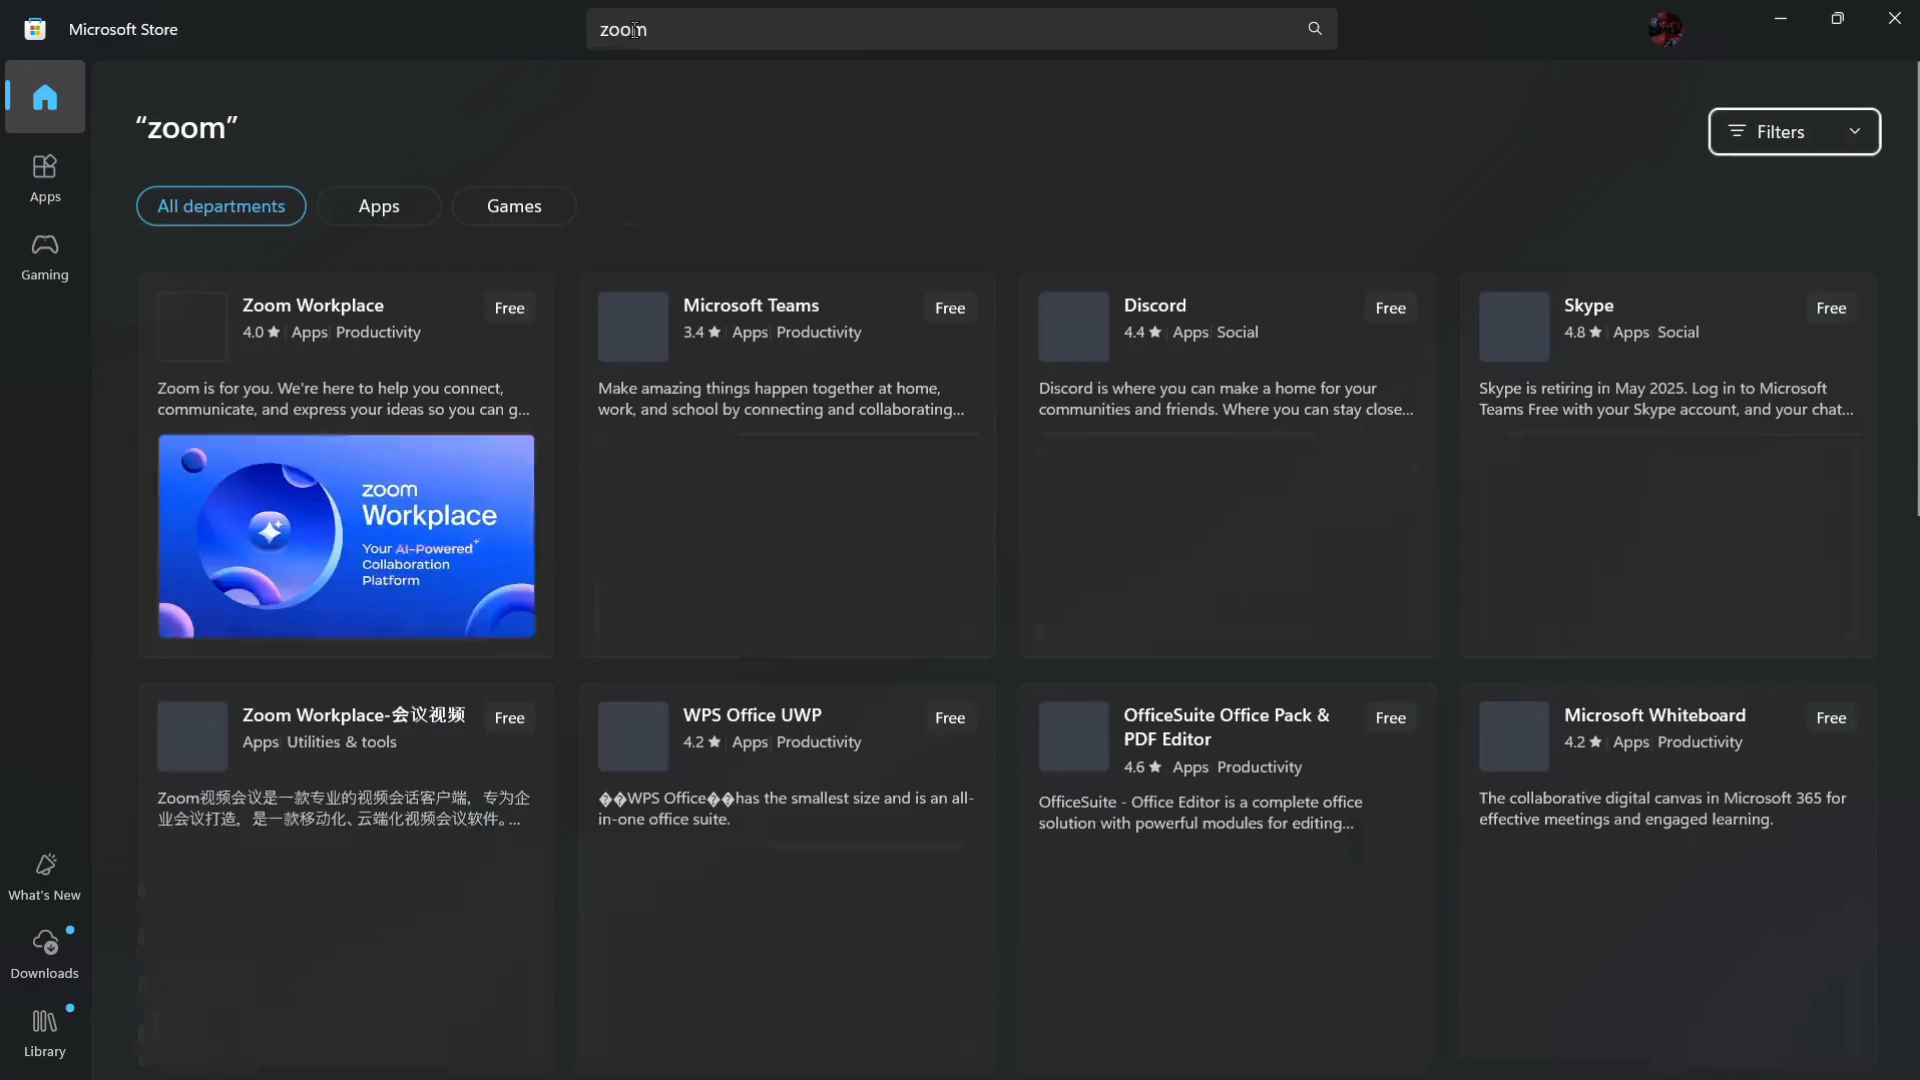 Microsoft Store
zoom
“zoom”
Filters
All departments
Apps
Games
Apps
Gaming
Zoom Workplace
Free
4.0 ★ Apps Productivity
Zoom is for you. We're here to help you connect,
communicate, and express your ideas so you can g...
zoom
Workplace
Your AI-Powered
Collaboration
Platform
Microsoft Teams
Free
3.4 ★ Apps Productivity
Make amazing things happen together at home,
work, and school by connecting and collaborating...
Discord
Free
4.4 ★ Apps Social
Discord is where you can make a home for your
communities and friends. Where you can stay close...
Skype
Free
4.8 ★ Apps Social
Skype is retiring in May 2025. Log in to Microsoft
Teams Free with your Skype account, and your chat...
Zoom Workplace-会议视频
Free
Apps Utilities & tools
Zoom视频会议是一款专业的视频会话客户端，专为企
业会议打造，是一款移动化、云端化视频会议软件。...
WPS Office UWP
Free
4.2 ★ Apps Productivity
��WPS Office��has the smallest size and is an all-
in-one office suite.
OfficeSuite Office Pack &
PDF Editor
Free
4.6 ★ Apps Productivity
OfficeSuite - Office Editor is a complete office
solution with powerful modules for editing...
Microsoft Whiteboard
Free
4.2 ★ Apps Productivity
The collaborative digital canvas in Microsoft 365 for
effective meetings and engaged learning.
What's New
Downloads
Library